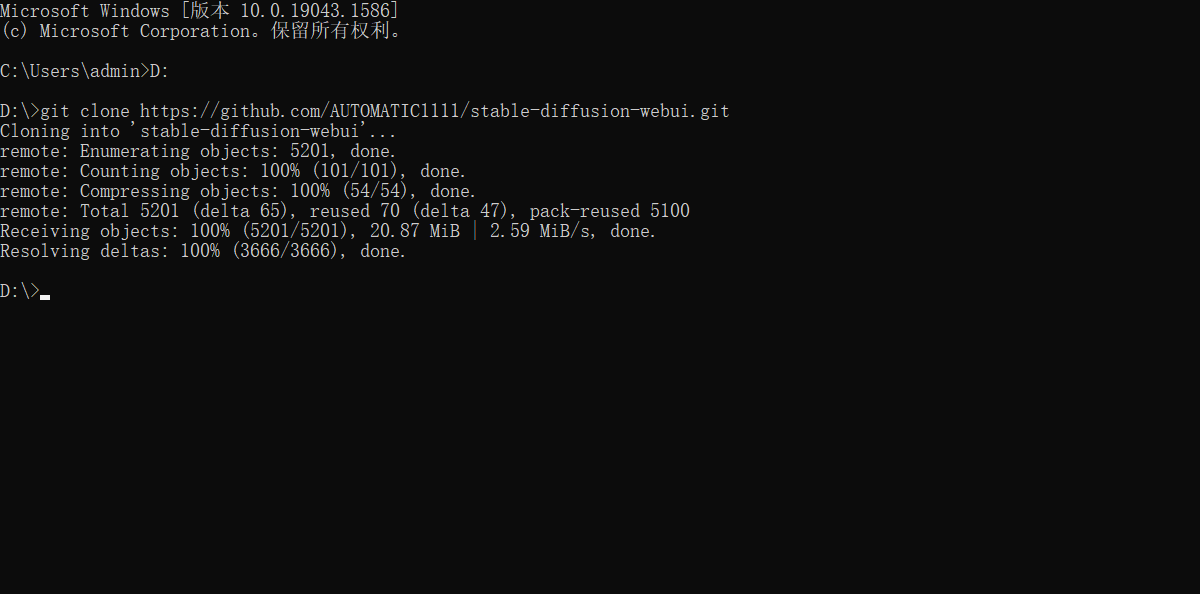 Microsoft Windows [版本 10.0.19043.1586]
(c) Microsoft Corporation。保留所有权利。
C:\Users\admin>D:
D:\>git clone https://github.com/AUTOMATIC1111/stable-diffusion-webui.git
Cloning into 'stable-diffusion-webui'...
remote: Enumerating objects: 5201, done.
remote: Counting objects: 100% (101/101), done.
remote: Compressing objects: 100% (54/54), done.
remote: Total 5201 (delta 65), reused 70 (delta 47), pack-reused 5100
Receiving objects: 100% (5201/5201), 20.87 MiB | 2.59 MiB/s, done.
Resolving deltas: 100% (3666/3666), done.
D:\>